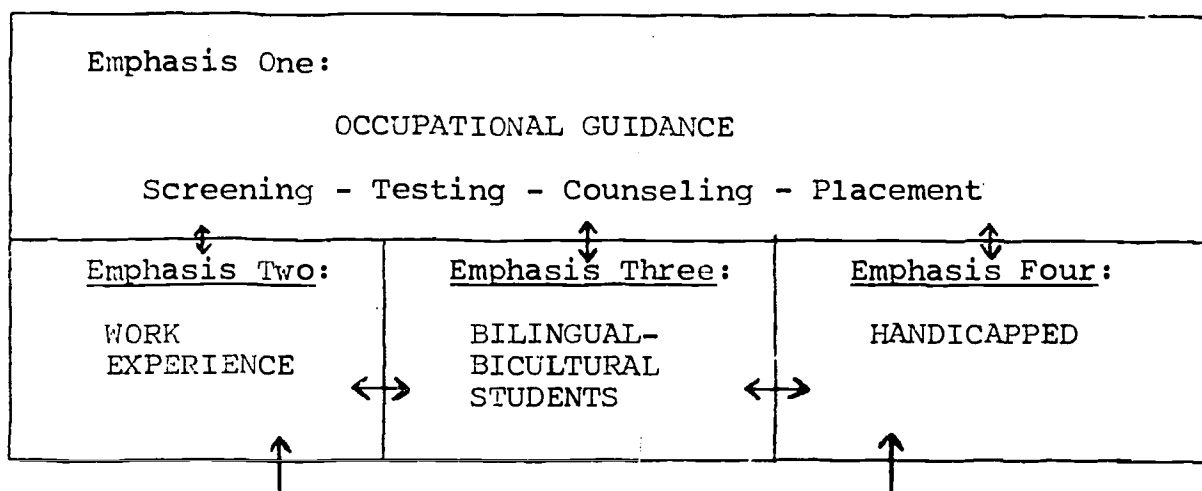 Emphasis One:
OCCUPATIONAL GUIDANCE
Screening - Testing - Counseling - Placement
Emphasis Two:
WORK
EXPERIENCE
Emphasis Three:
BILINGUAL-
BICULTURAL
STUDENTS
Emphasis Four:
HANDICAPPED